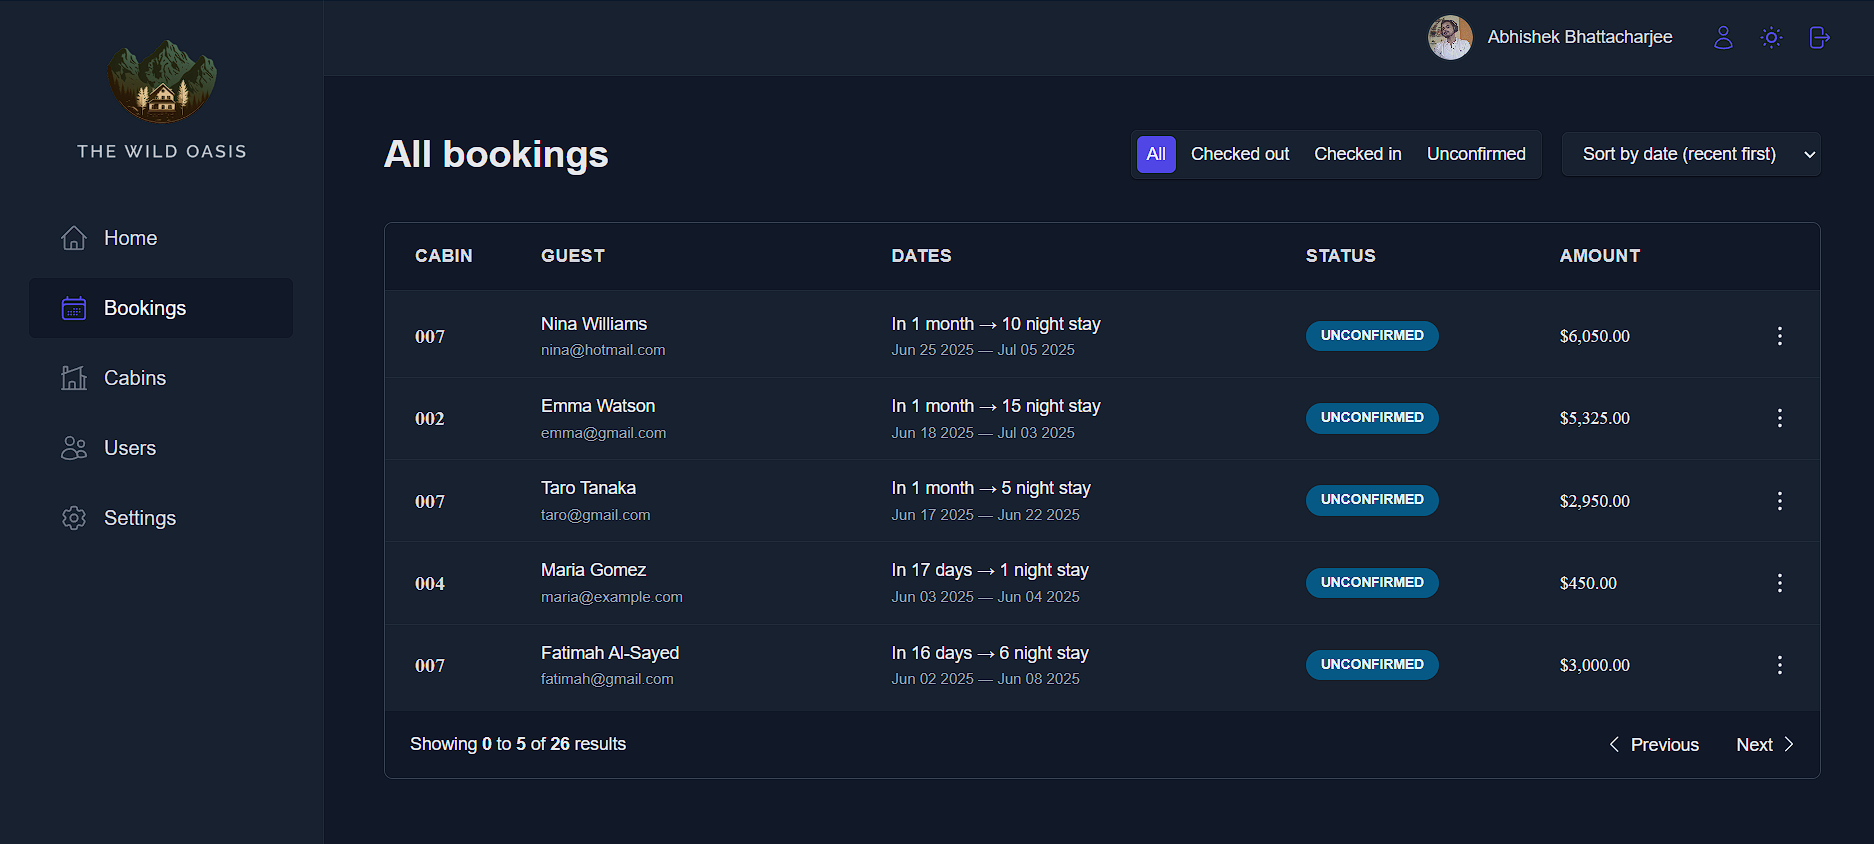 THE WILD OASIS
Home
Bookings
Cabins
Users
Settings
Abhishek Bhattacharjee
All bookings
All Checked out Checked in Unconfirmed
Sort by date (recent first)
CABIN GUEST DATES STATUS AMOUNT
007 Nina Williams In 1 month → 10 night stay UNCONFIRMED $6,050.00
nina@hotmail.com Jun 25 2025 — Jul 05 2025
002 Emma Watson In 1 month → 15 night stay UNCONFIRMED $5,325.00
emma@gmail.com Jun 18 2025 — Jul 03 2025
007 Taro Tanaka In 1 month → 5 night stay UNCONFIRMED $2,950.00
taro@gmail.com Jun 17 2025 — Jun 22 2025
004 Maria Gomez In 17 days → 1 night stay UNCONFIRMED $450.00
maria@example.com Jun 03 2025 — Jun 04 2025
007 Fatimah Al-Sayed In 16 days → 6 night stay UNCONFIRMED $3,000.00
fatimah@gmail.com Jun 02 2025 — Jun 08 2025
Showing 0 to 5 of 26 results
Previous Next